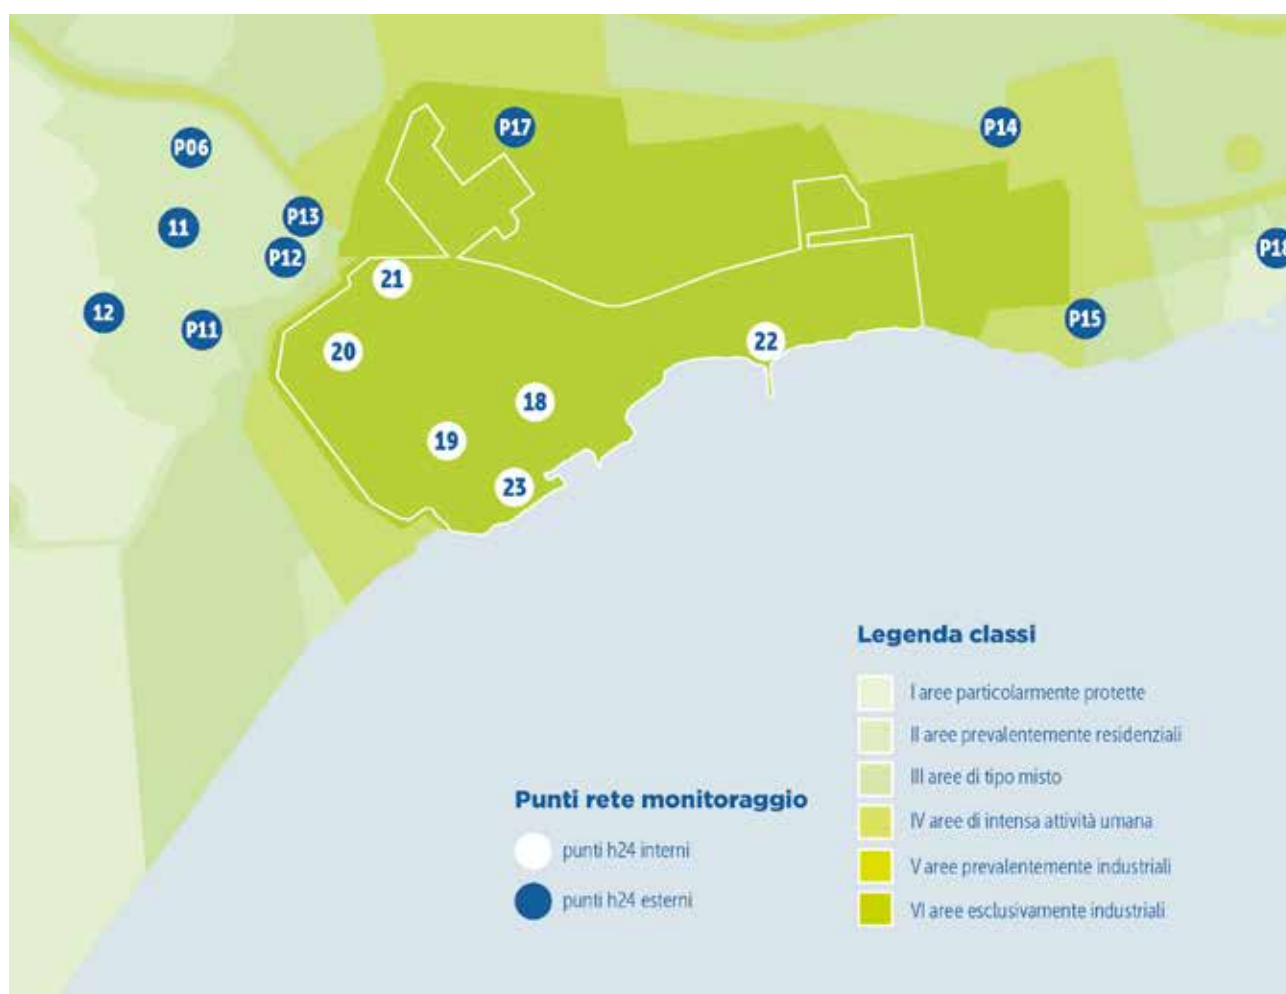 P17
P14
P06
P13
11
P12
P18
21
12
P15
P11
22
20
18
19
23
Legenda classi
I aree particolarmente protette
II aree prevalentemente residenziali
III aree di tipo misto
IV aree di intensa attività umana
V aree prevalentemente industriali
VI aree esclusivamente industriali
Punti rete monitoraggio
punti h24 interni
punti h24 esterni